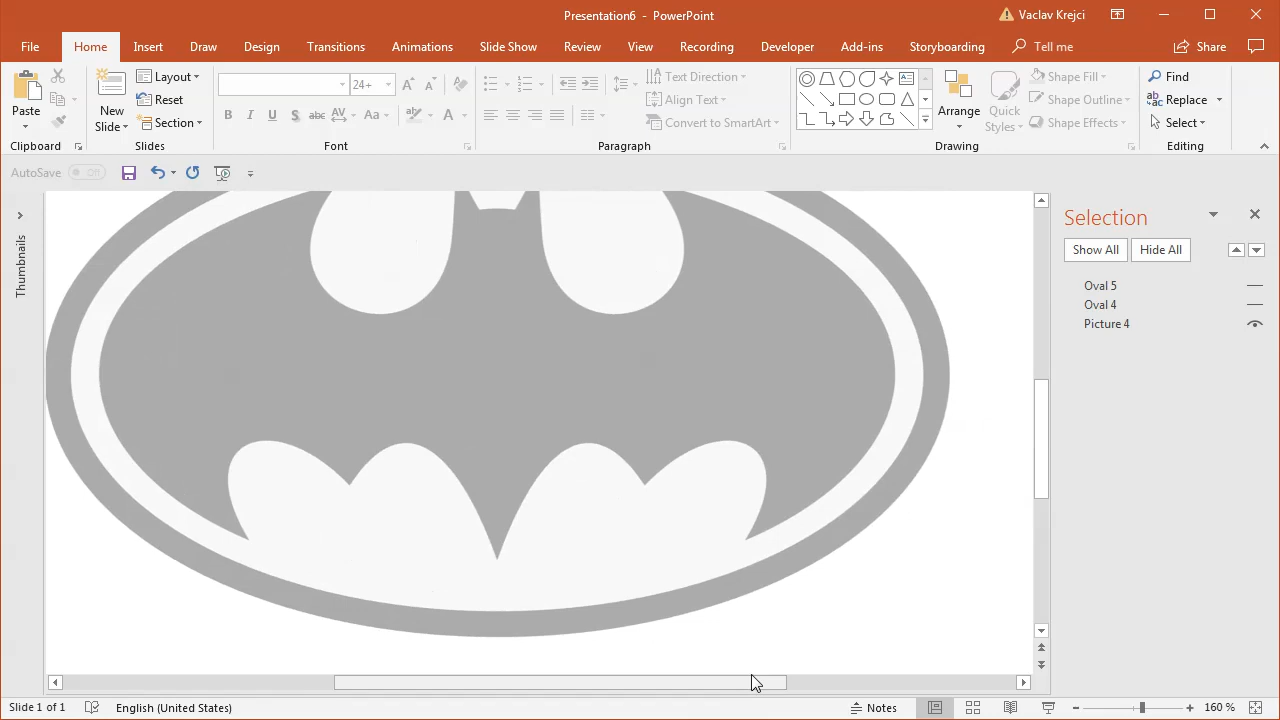 Presentation6 - PowerPoint
Vaclav Krejci
File Home Insert Draw Design Transitions Animations Slide Show Review View Recording Developer Add-ins Storyboarding Tell me Share
Paste
New
Slide
Layout
Reset
Section
24+
B I U S abc AV Aa A
Text Direction
Align Text
Convert to SmartArt
Arrange
Quick
Styles
Shape Fill
Shape Outline
Shape Effects
Find
Replace
Select
Clipboard Slides Font Paragraph Drawing Editing
AutoSave Off
Thumbnails
Selection
Show All Hide All
Oval 5
Oval 4
Picture 4
Slide 1 of 1 English (United States) Notes 160 %